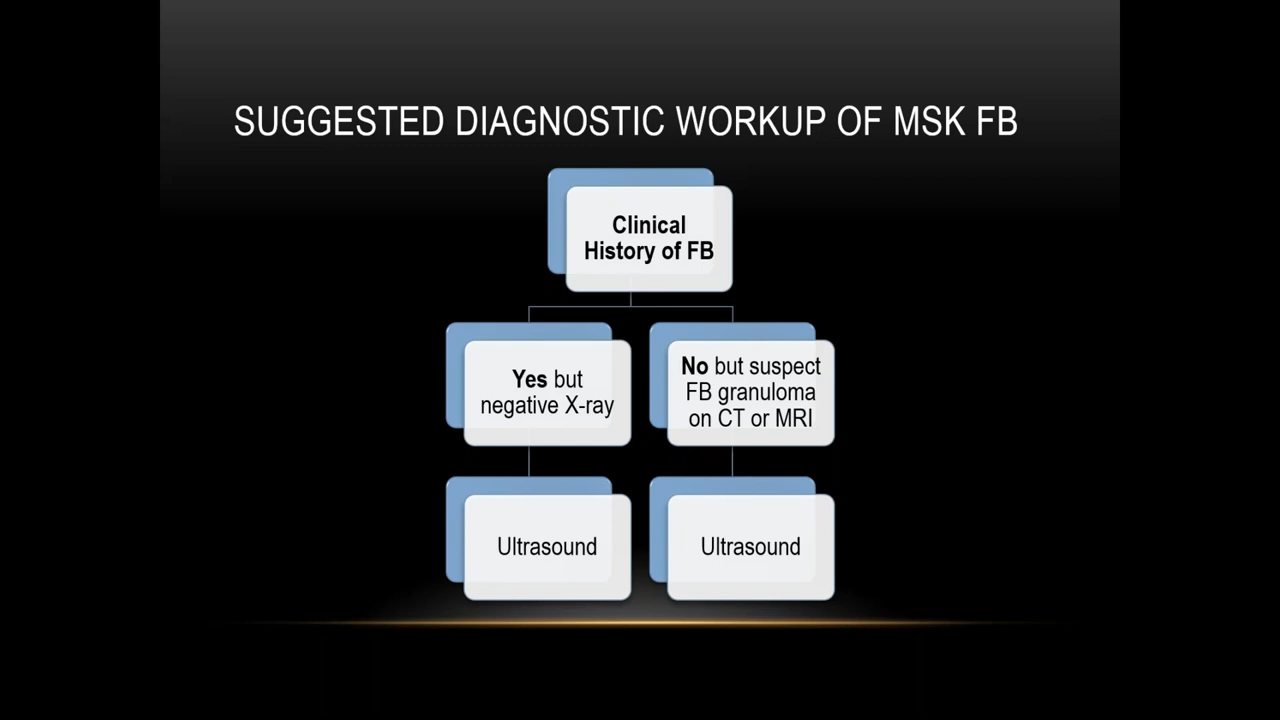 SUGGESTED DIAGNOSTIC WORKUP OF MSK FB
Clinical
History of FB
Yes but
negative X-ray
No but suspect
FB granuloma
on CT or MRI
Ultrasound
Ultrasound